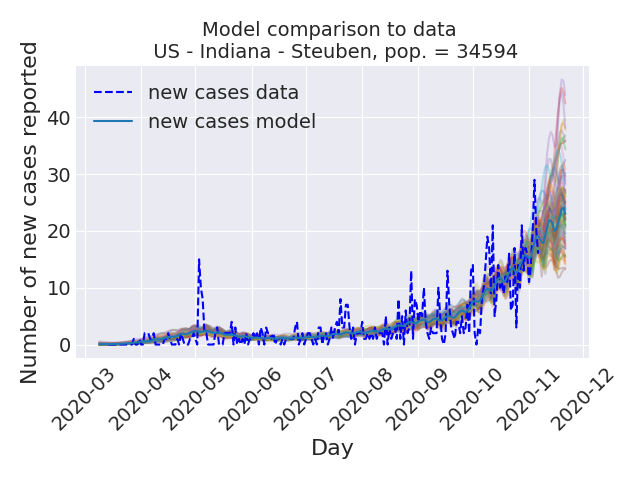 Model comparison to data
US - Indiana - Steuben, pop. = 34594
Number of new cases reported
40
30
20
10
0
new cases data
new cases model
2020-03
2020-04
2020-05
2020-06
2020-07
2020-08
2020-09
2020-10
2020-11
2020-12
Day